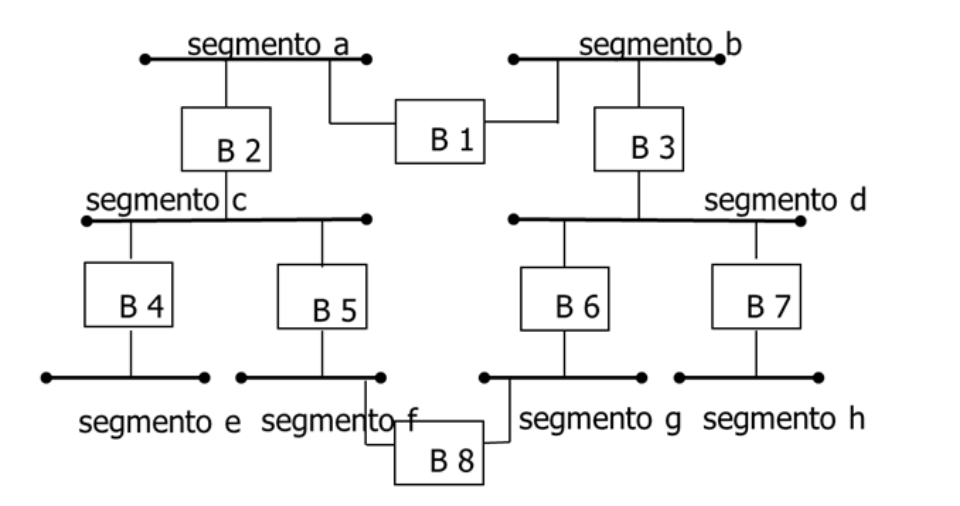 segmento a
segmento b
B 1
B 2
B 3
segmento c
segmento d
B 4
B 5
B 6
B 7
segmento e
segmento f
segmento g
segmento h
B 8